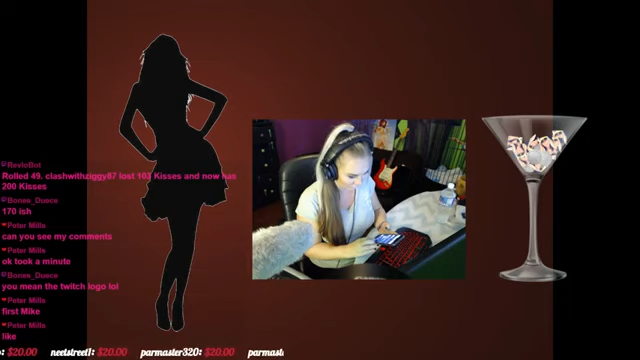 RevloBot
Rolled 49. clashwithziggy87 lost 103 Kisses and now has
200 Kisses
Bones_Duece
170 ish
Peter Mills
can you see my comments
Peter Mills
ok took a minute
Bones_Duece
you mean the twitch logo lol
Peter Mills
first Mike
Peter Mills
like
: $20.00 neetstreet!: $20.00 parmaster320: $20.00 parmast